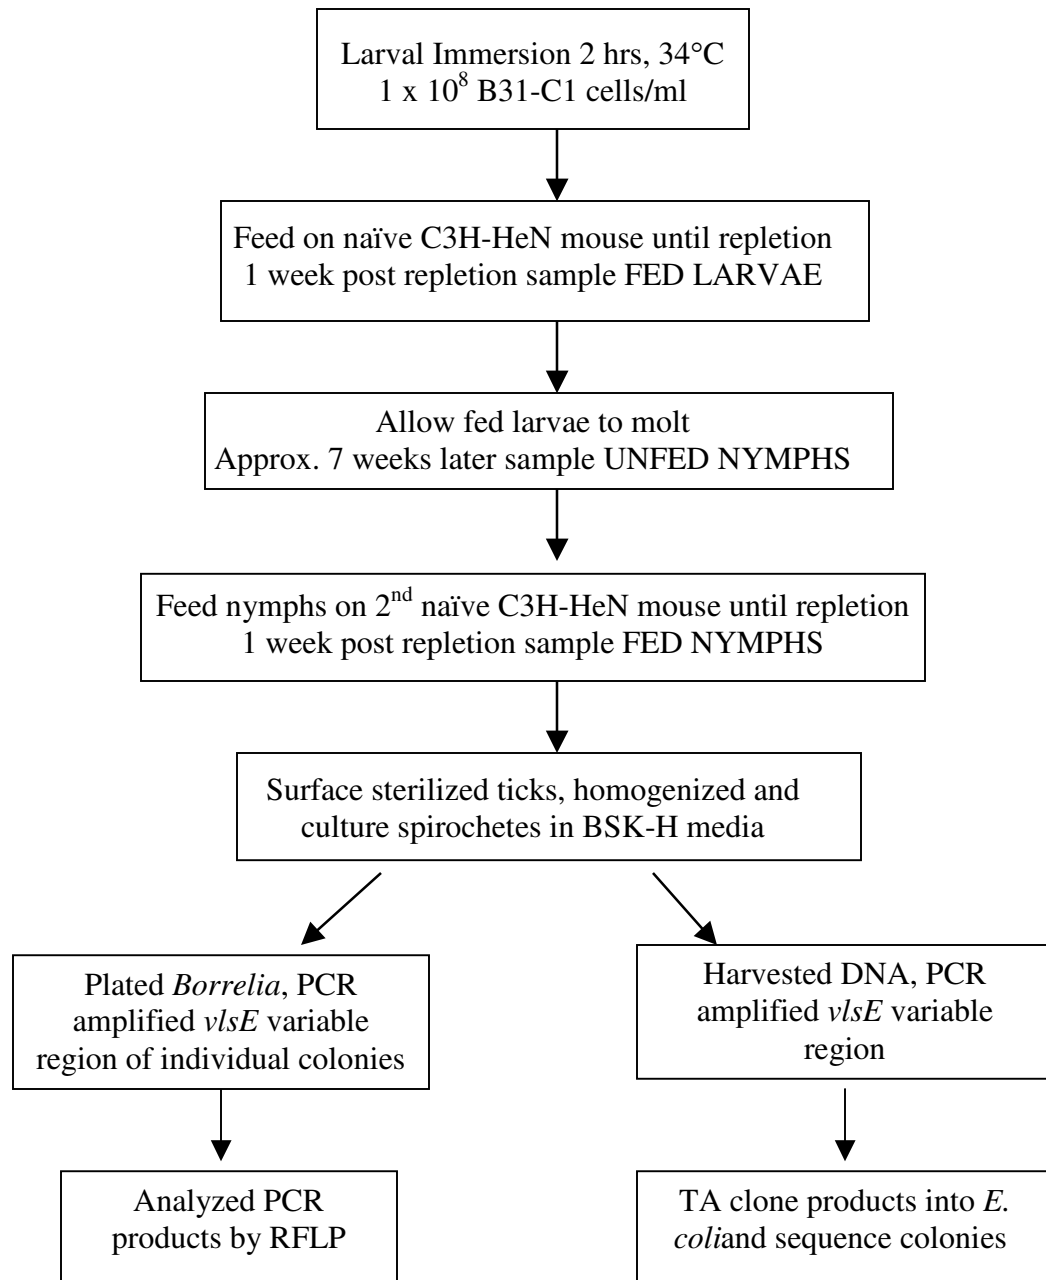 Larval Immersion 2 hrs, 34°C
1 x 10⁸ B31-C1 cells/ml
Feed on naïve C3H-HeN mouse until repletion
1 week post repletion sample FED LARVAE
Allow fed larvae to molt
Approx. 7 weeks later sample UNFED NYMPHS
Feed nymphs on 2ⁿᵈ naïve C3H-HeN mouse until repletion
1 week post repletion sample FED NYMPHS
Surface sterilized ticks, homogenized and
culture spirochetes in BSK-H media
Plated Borrelia, PCR
amplified vlsE variable
region of individual colonies
Harvested DNA, PCR
amplified vlsE variable
region
Analyzed PCR
products by RFLP
TA clone products into E.
coliand sequence colonies